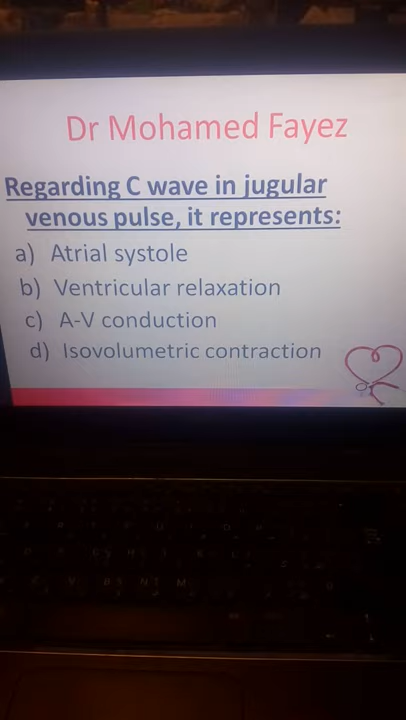 Dr Mohamed Fayez
Regarding C wave in jugular
venous pulse, it represents:
a) Atrial systole
b) Ventricular relaxation
c) A-V conduction
d) Isovolumetric contraction